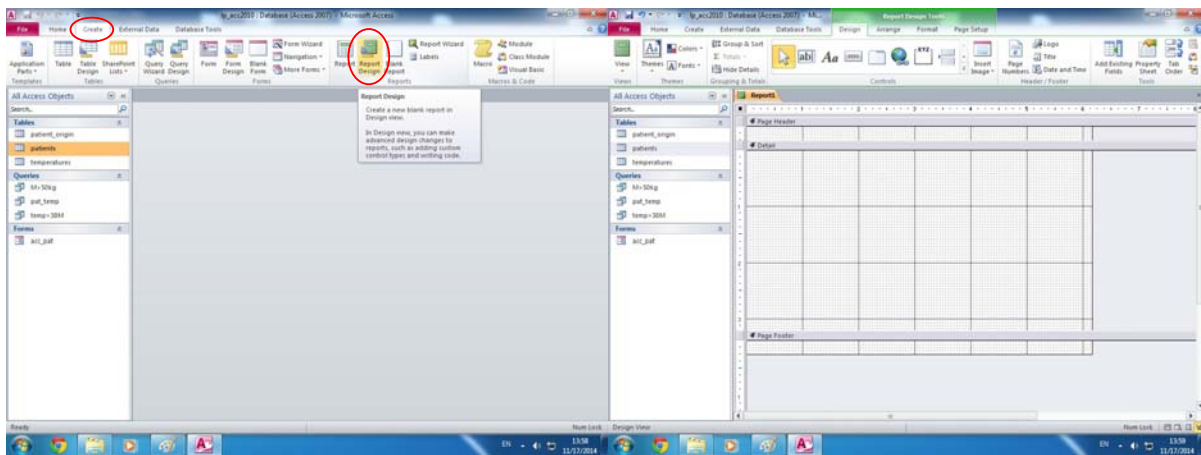 lp_acc2010 : Database (Access 2007) - Microsoft Access
File Home Create External Data Database Tools
Application Parts
Table
Table Design
SharePoint Lists
Query Wizard
Query Design
Form
Form Design
Blank Form
Form Wizard
Navigation
More Forms
Report
Report Design
Blank Report
Report Wizard
Labels
Macro
Module
Class Module
Visual Basic
Templates Tables Queries Forms Reports Macros & Code
All Access Objects
Search..
Tables
patient_origin
patients
temperatures
Queries
M>50kg
pat_temp
temp>38M
Forms
acc_pat
Report Design
Create a new blank report in
Design view.
In Design view, you can make
advanced design changes to
reports, such as adding custom
control types and writing code.
Ready
Num Lock
EN
13:58
11/17/2014
lp_acc2010 : Database (Access 2007) - Mi...
Report Design Tools
File Home Create External Data Database Tools Design Arrange Format Page Setup
View
Themes
Colors
Fonts
Group & Sort
Totals
Hide Details
ab|
Aa
XYZ
Insert Image
Page Numbers
Logo
Title
Date and Time
Add Existing Fields
Property Sheet
Tab
Views Themes Grouping & Totals Controls Header / Footer Tools
All Access Objects
Search..
Tables
patient_origin
patients
temperatures
Queries
M>50kg
pat_temp
temp>38M
Forms
acc_pat
Report1
Page Header
Detail
Page Footer
Design View
Num Lock
EN
13:59
11/17/2014